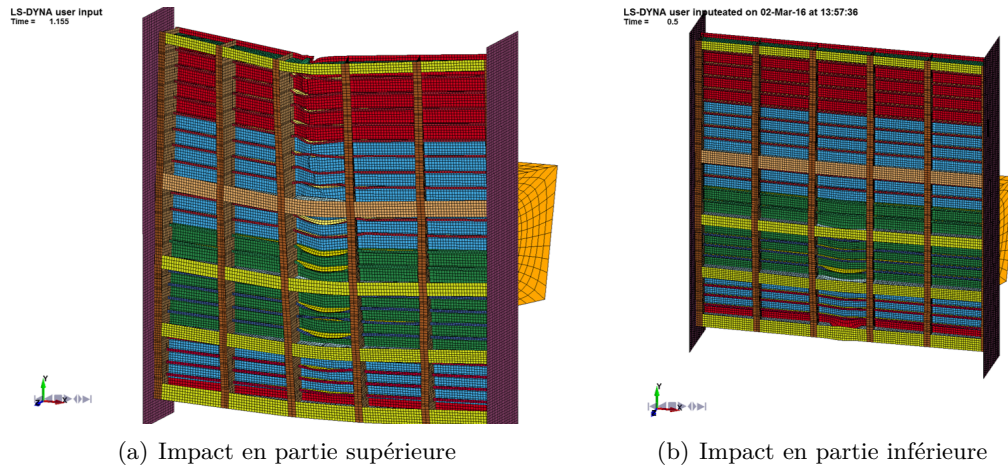 LS-DYNA user input
Time = 1.155
LS-DYNA user inputeated on 02-Mar-16 at 13:57:36
Time = 0.5
Y
Y
(a) Impact en partie supérieure
(b) Impact en partie inférieure